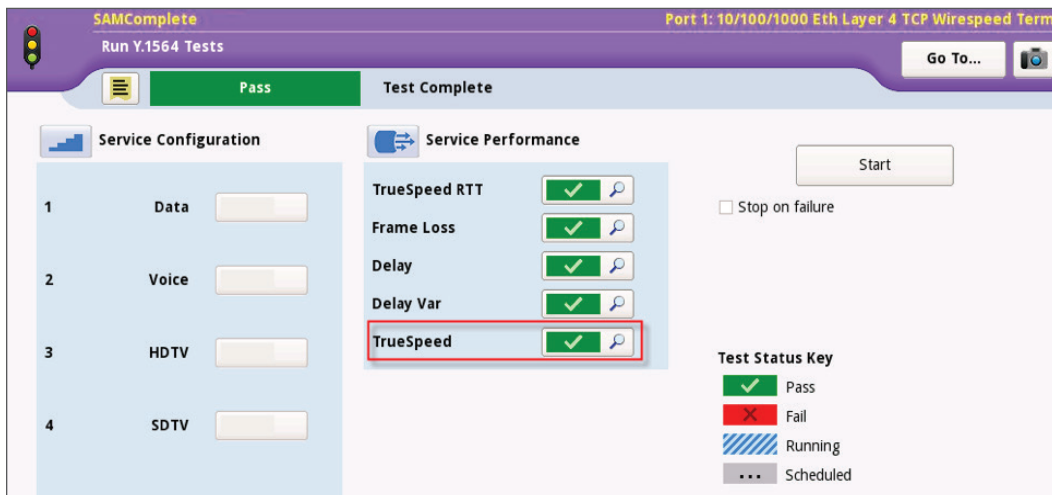 SAMComplete
Port 1: 10/100/1000 Eth Layer 4 TCP Wirespeed Term
Run Y.1564 Tests
Go To...
Pass
Test Complete
Service Configuration
1 Data
2 Voice
3 HDTV
4 SDTV
Service Performance
TrueSpeed RTT
Frame Loss
Delay
Delay Var
TrueSpeed
Start
Stop on failure
Test Status Key
Pass
Fail
Running
... Scheduled